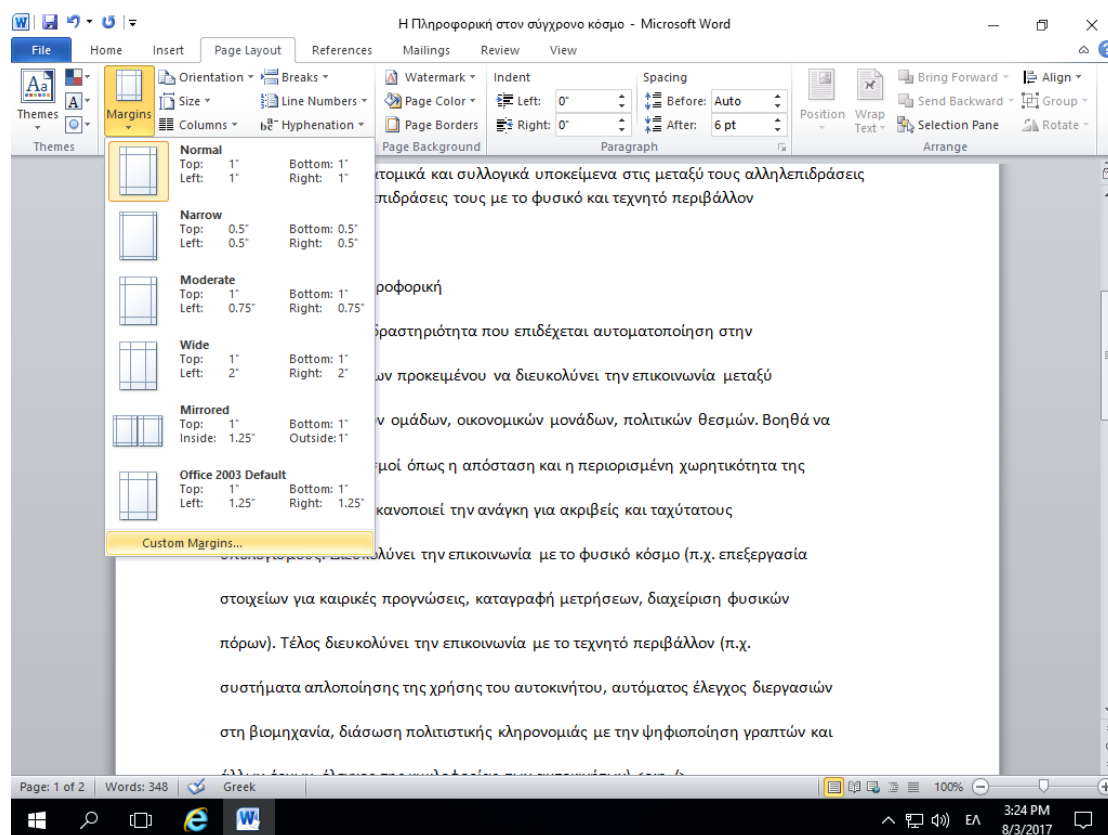 Η Πληροφορική στον σύγχρονο κόσμο - Microsoft Word
File Home Insert Page Layout References Mailings Review View
Themes
Themes
Margins
Orientation
Size
Columns
Breaks
Line Numbers
Hyphenation
Watermark
Page Color
Page Borders
Page Background
Indent
Left: 0"
Right: 0"
Spacing
Before: Auto
After: 6 pt
Paragraph
Position
Wrap
Text
Bring Forward
Send Backward
Selection Pane
Align
Group
Rotate
Arrange
Normal
Top: 1" Bottom: 1"
Left: 1" Right: 1"
Narrow
Top: 0.5" Bottom: 0.5"
Left: 0.5" Right: 0.5"
Moderate
Top: 1" Bottom: 1"
Left: 0.75" Right: 0.75"
Wide
Top: 1" Bottom: 1"
Left: 2" Right: 2"
Mirrored
Top: 1" Bottom: 1"
Inside: 1.25" Outside: 1"
Office 2003 Default
Top: 1" Bottom: 1"
Left: 1.25" Right: 1.25"
Custom Margins...
και συλλογικά υποκείμενα στις μεταξύ τους αλληλεπιδράσεις
τους με το φυσικό και τεχνητό περιβάλλον
που επιδέχεται αυτοματοποίηση στην
προκειμένου να διευκολύνει την επικοινωνία μεταξύ
ομάδων, οικονομικών μονάδων, πολιτικών θεσμών. Βοηθά να
όπως η απόσταση και η περιορισμένη χωρητικότητα της
την ανάγκη για ακριβείς και ταχύτατους
την επικοινωνία με το φυσικό κόσμο (π.χ. επεξεργασία
στοιχείων για καιρικές προγνώσεις, καταγραφή μετρήσεων, διαχείριση φυσικών
πόρων). Τέλος διευκολύνει την επικοινωνία με το τεχνητό περιβάλλον (π.χ.
συστήματα απλοποίησης της χρήσης του αυτοκινήτου, αυτόματος έλεγχος διεργασιών
στη βιομηχανία, διάσωση πολιτιστικής κληρονομιάς με την ψηφιοποίηση γραπτών και
Page: 1 of 2 Words: 348 Greek 100%
ΕΛ
3:24 PM
8/3/2017